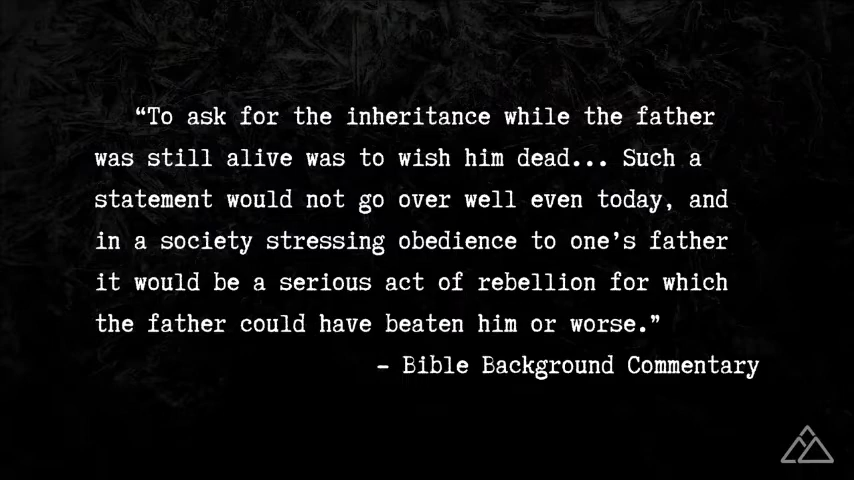 “To ask for the inheritance while the father
was still alive was to wish him dead... Such a
statement would not go over well even today, and
in a society stressing obedience to one’s father
it would be a serious act of rebellion for which
the father could have beaten him or worse.”
– Bible Background Commentary